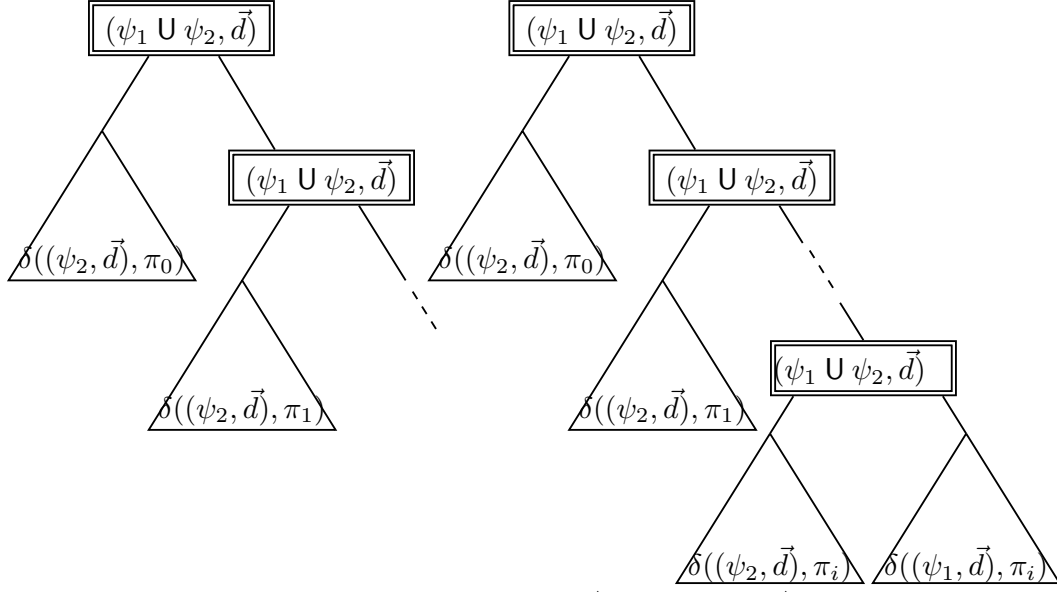 (ψ₁ U ψ₂, d⃗) (ψ₁ U ψ₂, d⃗)
(ψ₁ U ψ₂, d⃗) (ψ₁ U ψ₂, d⃗)
δ((ψ₂, d⃗), π₀) δ((ψ₂, d⃗), π₀)
(ψ₁ U ψ₂, d⃗)
δ((ψ₂, d⃗), π₁) δ((ψ₂, d⃗), π₁)
δ((ψ₂, d⃗), πᵢ) δ((ψ₁, d⃗), πᵢ)